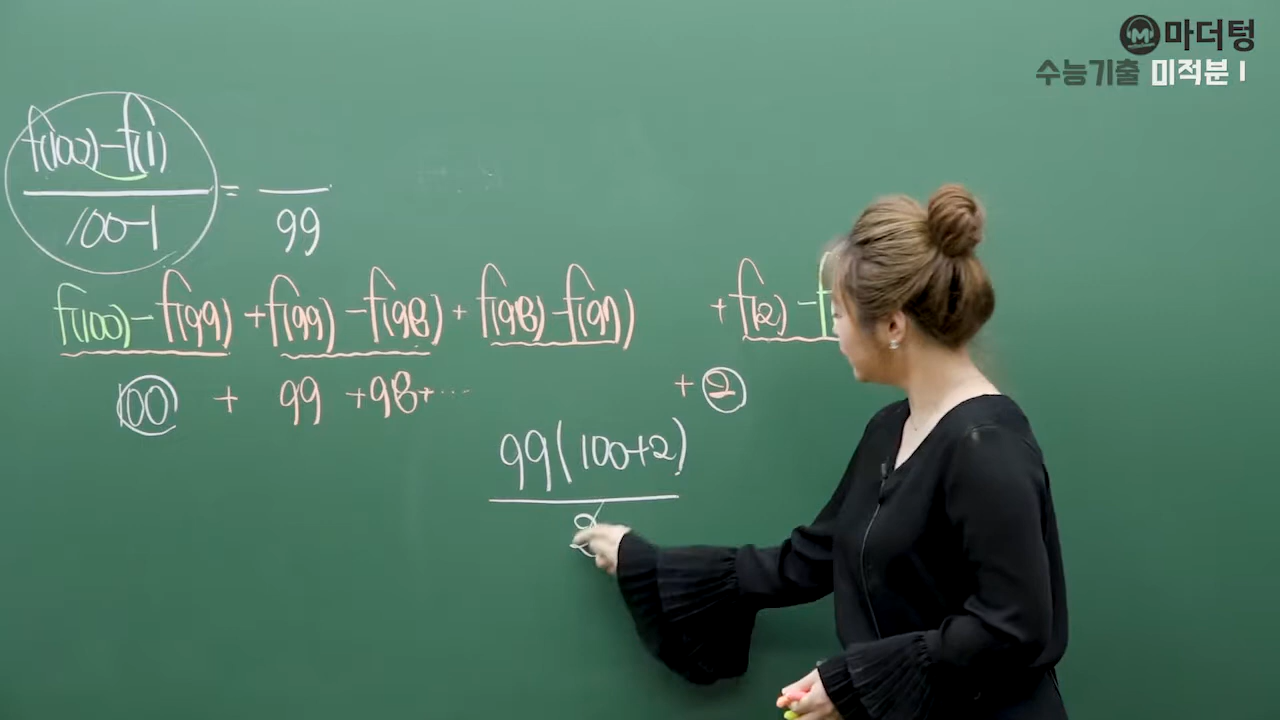 마더텅
수능기출 미적분 I
f(100)-f(1)
100-1
=
99
f(100)-f(99)+f(99)-f(98)+f(98)-f(97) +f(2)-f
100 + 99 +98+⋯ +2
99(100+2)
2